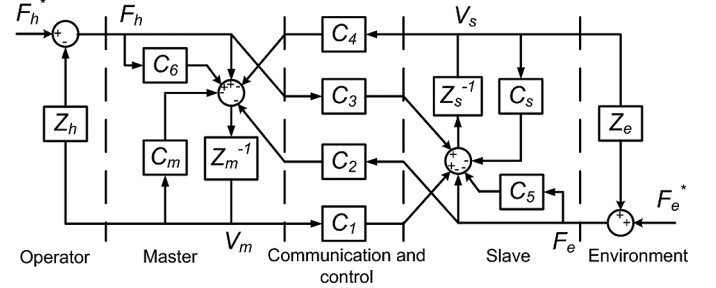 F_h^* F_h V_s
C_4
C_6
C_3 Z_s^-1 C_s
Z_h Z_e
C_m Z_m^-1 C_2
C_5 F_e^*
C_1
V_m F_e
Operator Master Communication and control Slave Environment
+ - + + - - - + + + - - - + +